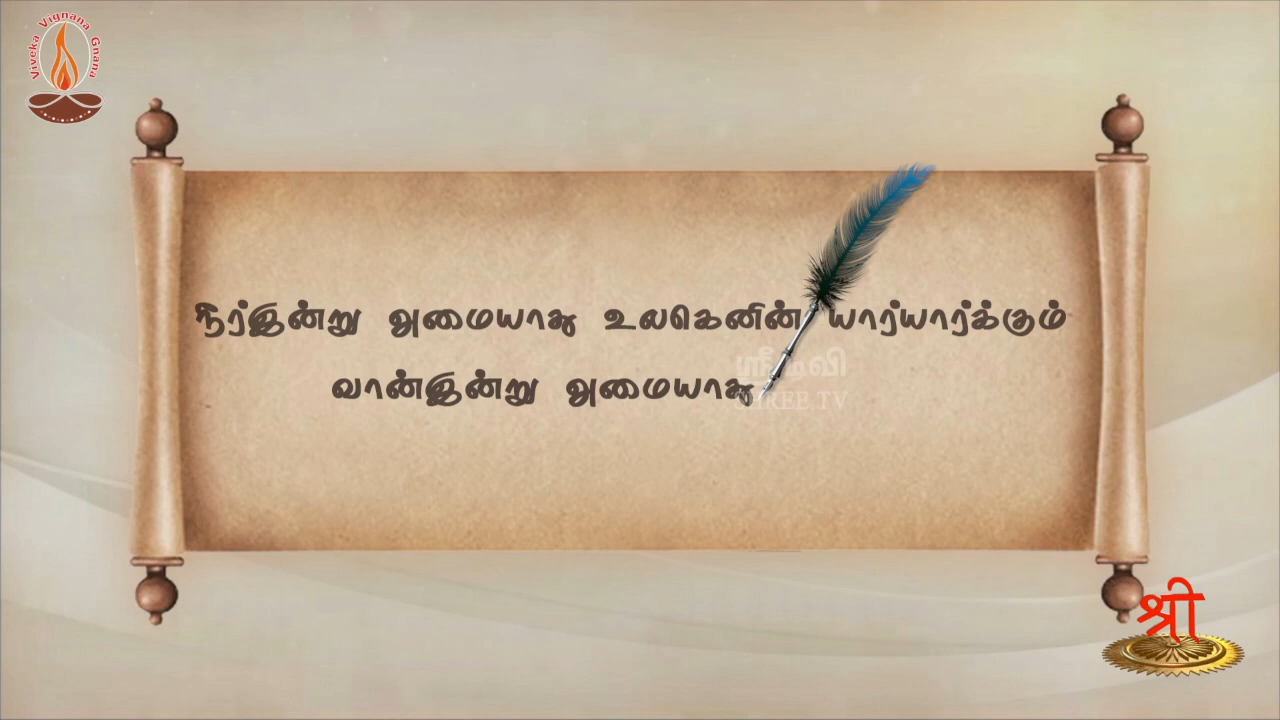 Viveka Vignana Gnana
நீர்இன்று அமையாது உலகெனின் யார்யார்க்கும்
வான்இன்று அமையாது
ஸ்ரீ டிவி
SHREE TV
श्री